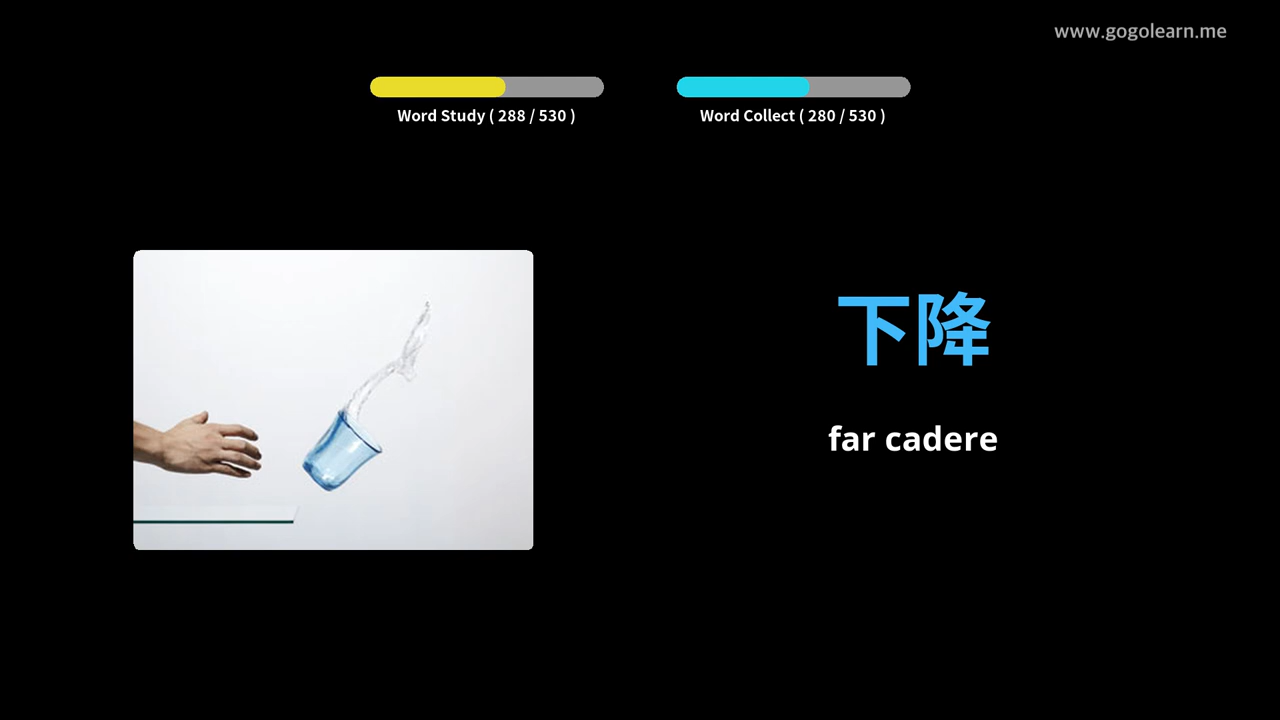 www.gogolearn.me
Word Study ( 288 / 530 )
Word Collect ( 280 / 530 )
下降
far cadere